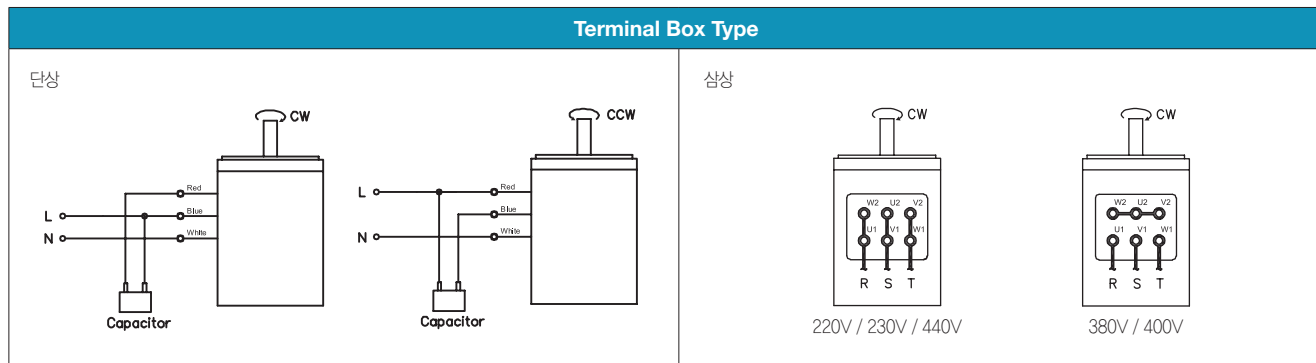 Terminal Box Type
단상
CW
Red
L
Blue
N
White
Capacitor
CCW
Red
L
Blue
N
White
Capacitor
삼상
CW
W2 U2 V2
U1 V1 W1
R S T
220V / 230V / 440V
CW
W2 U2 V2
U1 V1 W1
R S T
380V / 400V